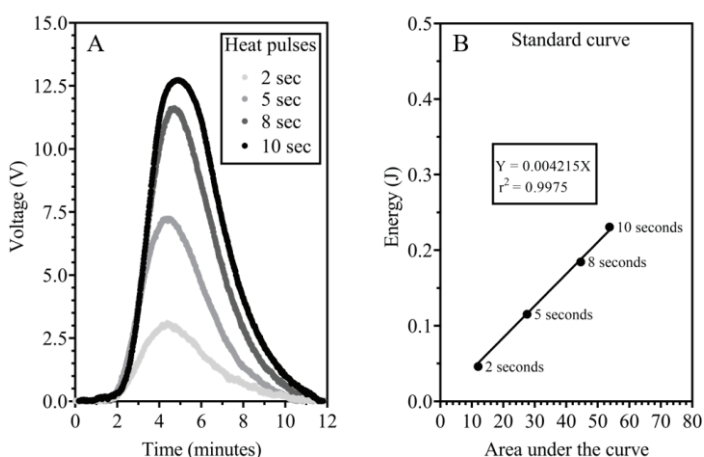 A
Heat pulses
2 sec
5 sec
8 sec
10 sec
15.0
12.5
10.0
7.5
5.0
2.5
0.0
Voltage (V)
0 2 4 6 8 10 12
Time (minutes)
B
Standard curve
Y = 0.004215X
r² = 0.9975
10 seconds
8 seconds
5 seconds
2 seconds
0.5
0.4
0.3
0.2
0.1
0.0
Energy (J)
0 10 20 30 40 50 60 70 80
Area under the curve